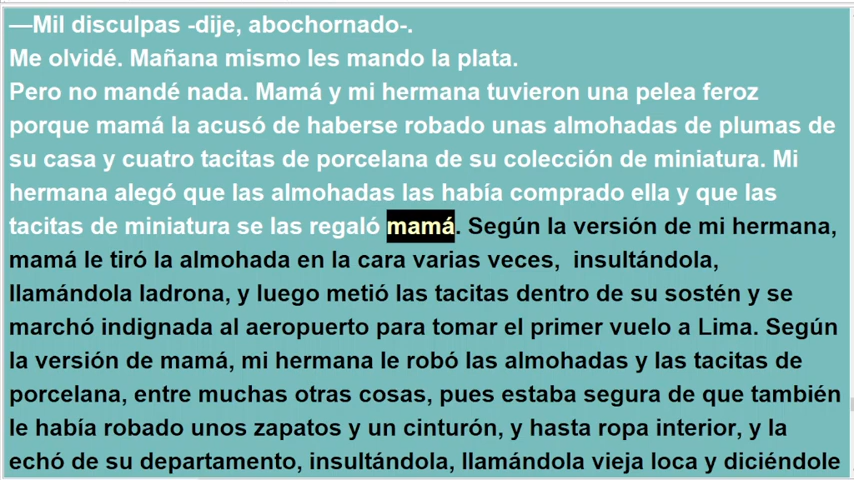 —Mil disculpas -dije, abochornado-.
Me olvidé. Mañana mismo les mando la plata.
Pero no mandé nada. Mamá y mi hermana tuvieron una pelea feroz
porque mamá la acusó de haberse robado unas almohadas de plumas de
su casa y cuatro tacitas de porcelana de su colección de miniatura. Mi
hermana alegó que las almohadas las había comprado ella y que las
tacitas de miniatura se las regaló mamá. Según la versión de mi hermana,
mamá le tiró la almohada en la cara varias veces, insultándola,
llamándola ladrona, y luego metió las tacitas dentro de su sostén y se
marchó indignada al aeropuerto para tomar el primer vuelo a Lima. Según
la versión de mamá, mi hermana le robó las almohadas y las tacitas de
porcelana, entre muchas otras cosas, pues estaba segura de que también
le había robado unos zapatos y un cinturón, y hasta ropa interior, y la
echó de su departamento, insultándola, llamándola vieja loca y diciéndole